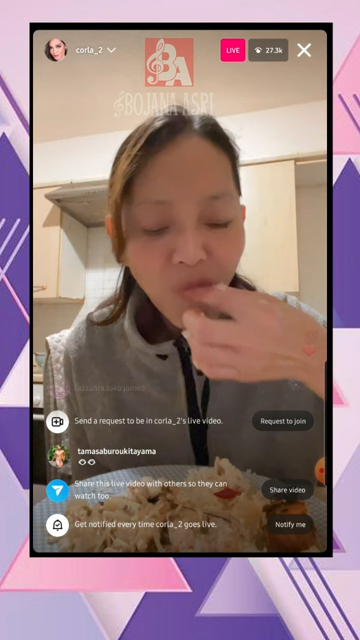 corla_2
LIVE
27.3k
BA
BOJANA ASRI
Send a request to be in corla_2's live video.
Request to join
tamasaburoukitayama
Share this live video with others so they can
watch too.
Share video
Get notified every time corla_2 goes live.
Notify me